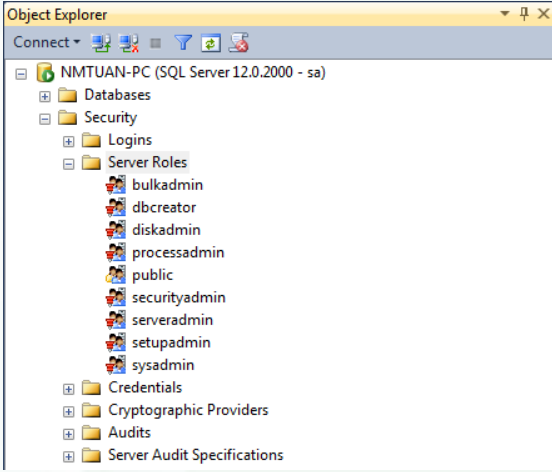 Object Explorer
Connect
NMTUAN-PC (SQL Server 12.0.2000 - sa)
Databases
Security
Logins
Server Roles
bulkadmin
dbcreator
diskadmin
processadmin
public
securityadmin
serveradmin
setupadmin
sysadmin
Credentials
Cryptographic Providers
Audits
Server Audit Specifications